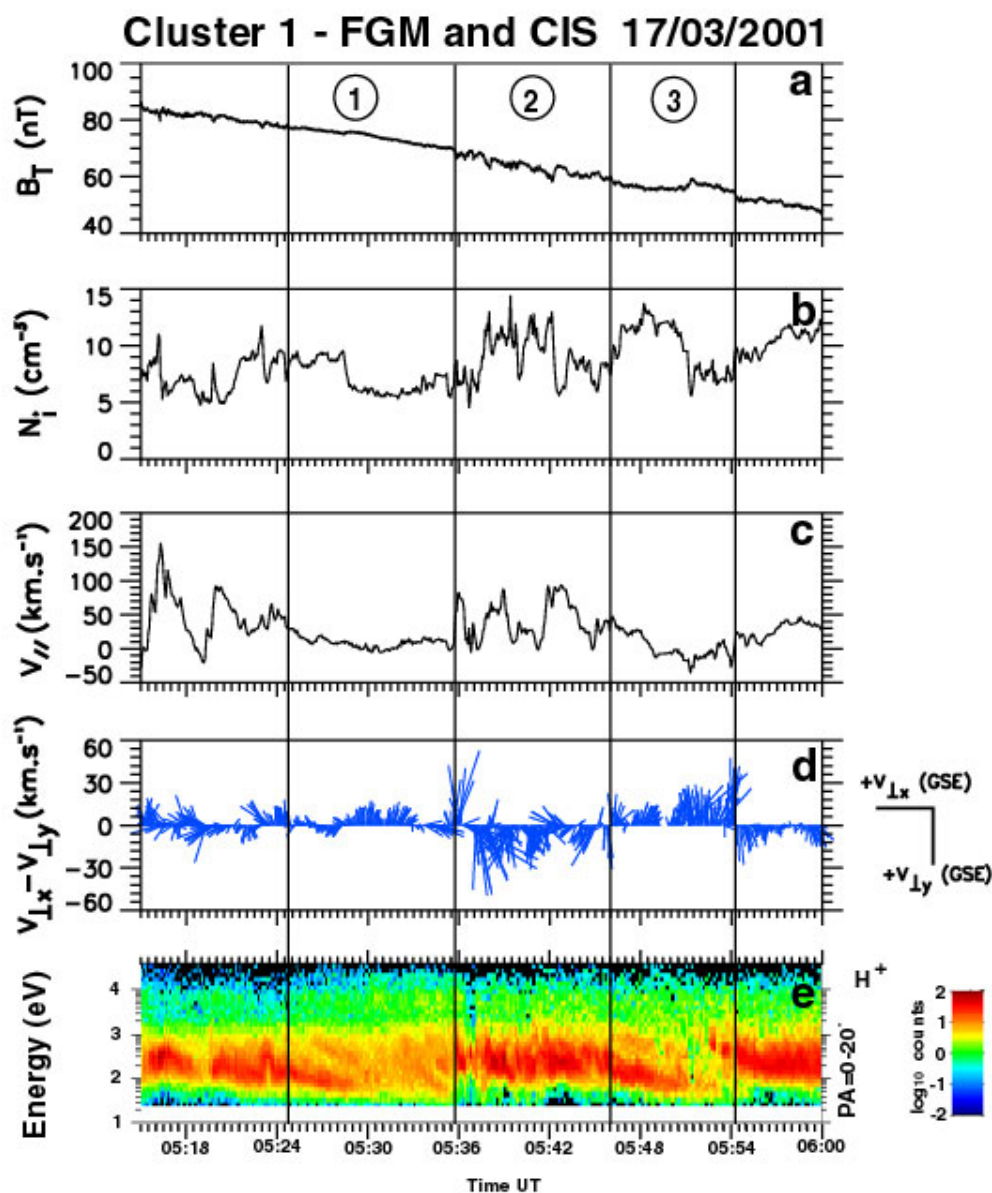 Cluster 1 - FGM and CIS 17/03/2001
100
80
60
40
B_T (nT)
a
1
2
3
15
10
5
0
N_i (cm⁻³)
b
200
150
100
50
0
−50
V_// (km.s⁻¹)
c
60
30
0
−30
−60
V_⊥x−V_⊥y (km.s⁻¹)
d
+V_⊥x (GSE)
+V_⊥y (GSE)
4
3
2
1
Energy (eV)
e
H⁺
PA=0-20°
log₁₀ counts
2
1
0
-1
-2
05:18 05:24 05:30 05:36 05:42 05:48 05:54 06:00
Time UT